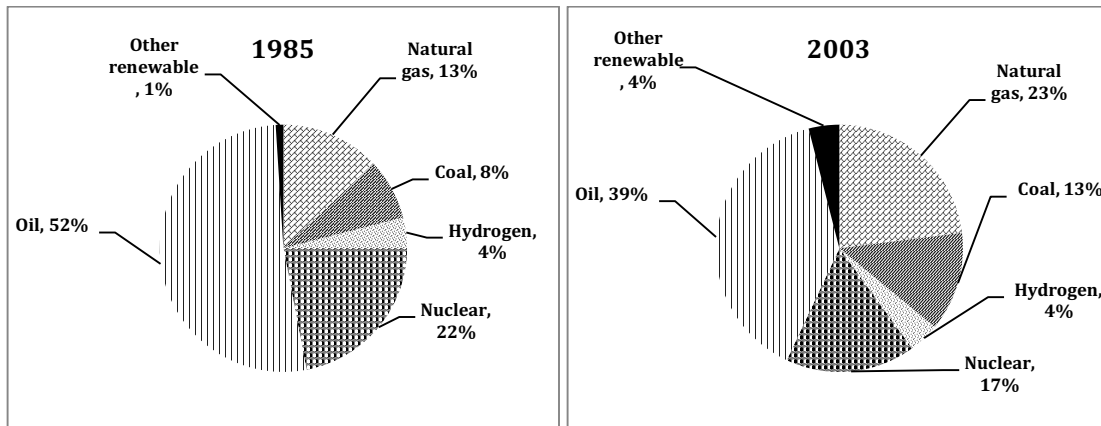 1985
Other
renewable
, 1%
Natural
gas, 13%
Coal, 8%
Hydrogen,
4%
Nuclear,
22%
Oil, 52%
2003
Other
renewable
, 4%
Natural
gas, 23%
Coal, 13%
Hydrogen,
4%
Nuclear,
17%
Oil, 39%